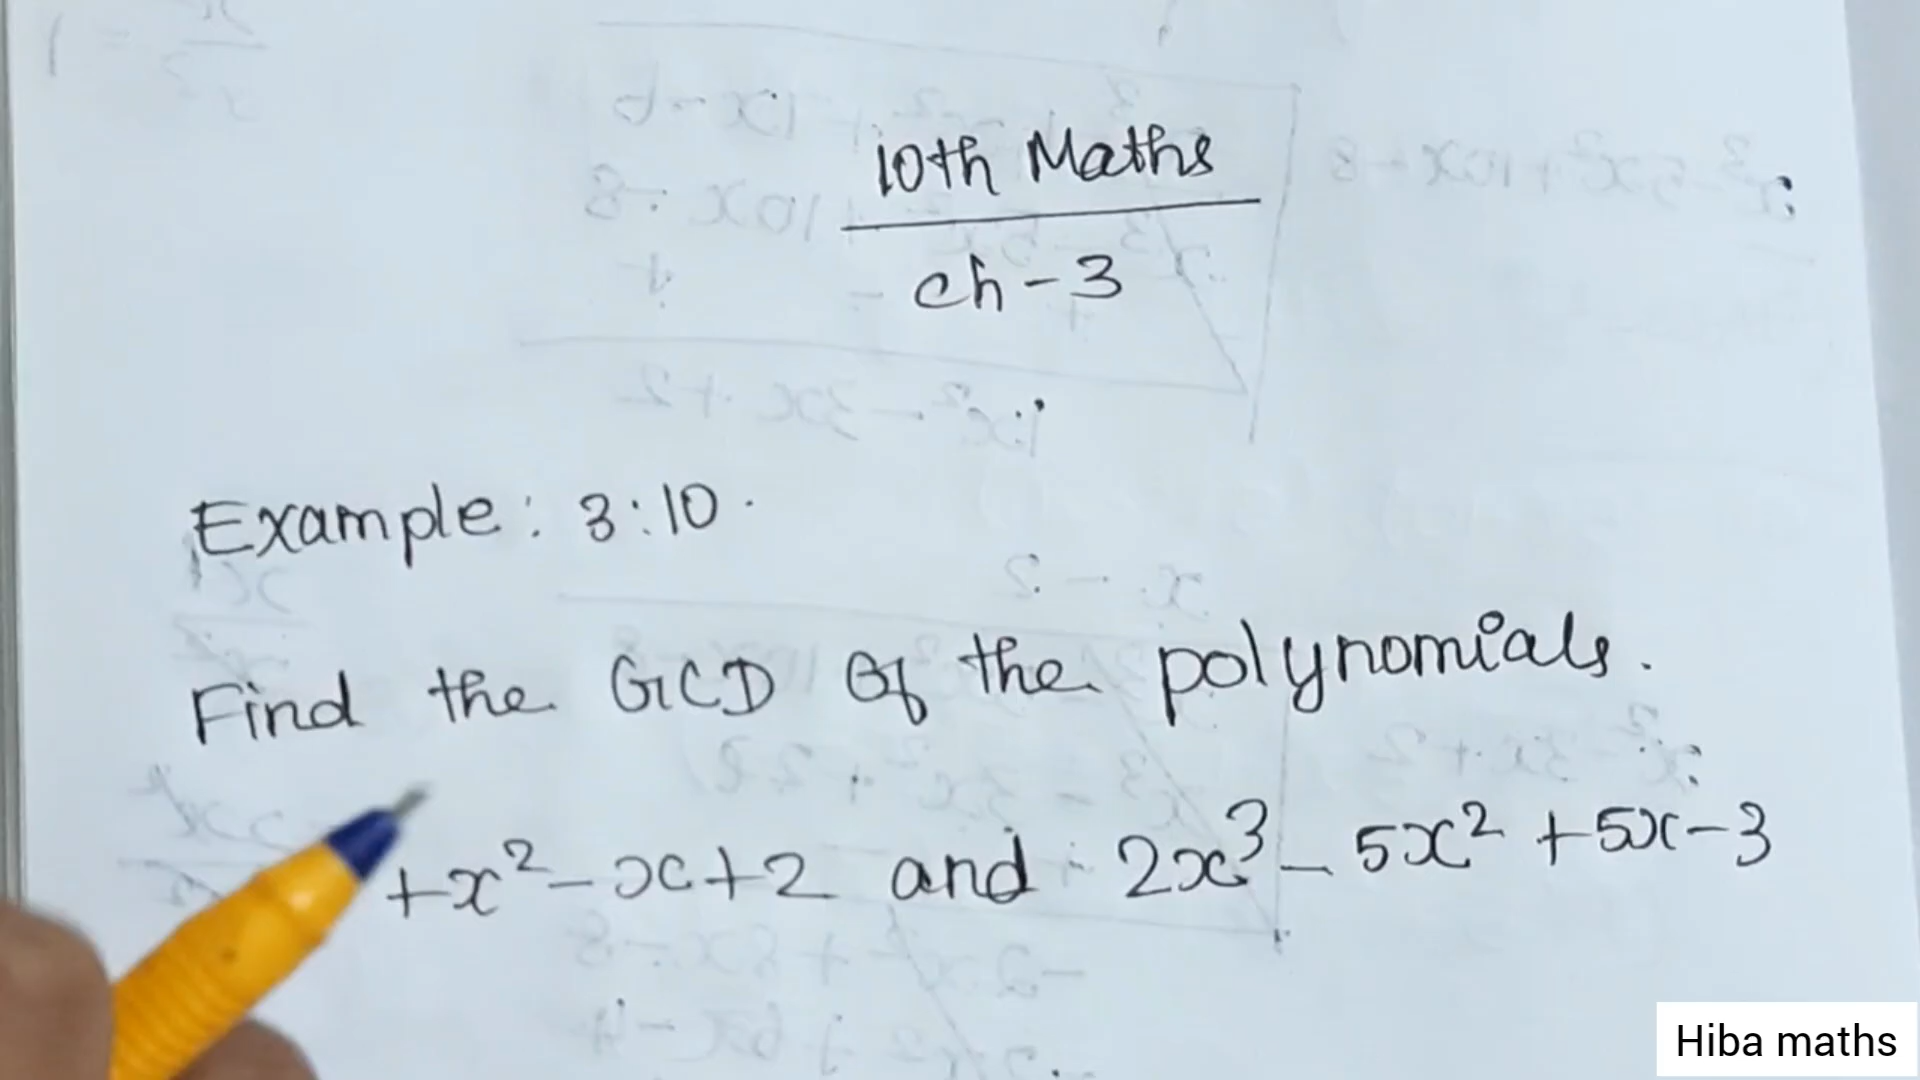 10th Maths
ch - 3
Example: 3:10.
Find the GCD Of the polynomials.
+x² - x + 2 and 2x³ - 5x² + 5x - 3
Hiba maths